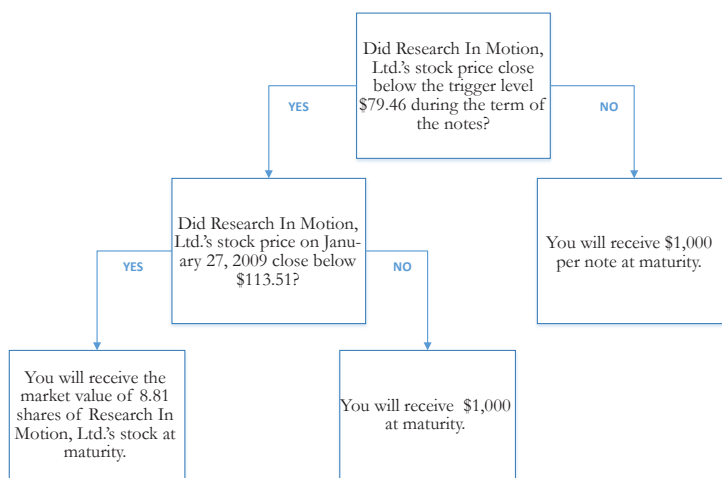 Did Research In Motion,
Ltd.'s stock price close
below the trigger level
$79.46 during the term of
the notes?
YES
NO
Did Research In Motion,
Ltd.'s stock price on Janu-
ary 27, 2009 close below
$113.51?
You will receive $1,000
per note at maturity.
YES
NO
You will receive the
market value of 8.81
shares of Research In
Motion, Ltd.'s stock at
maturity.
You will receive $1,000
at maturity.